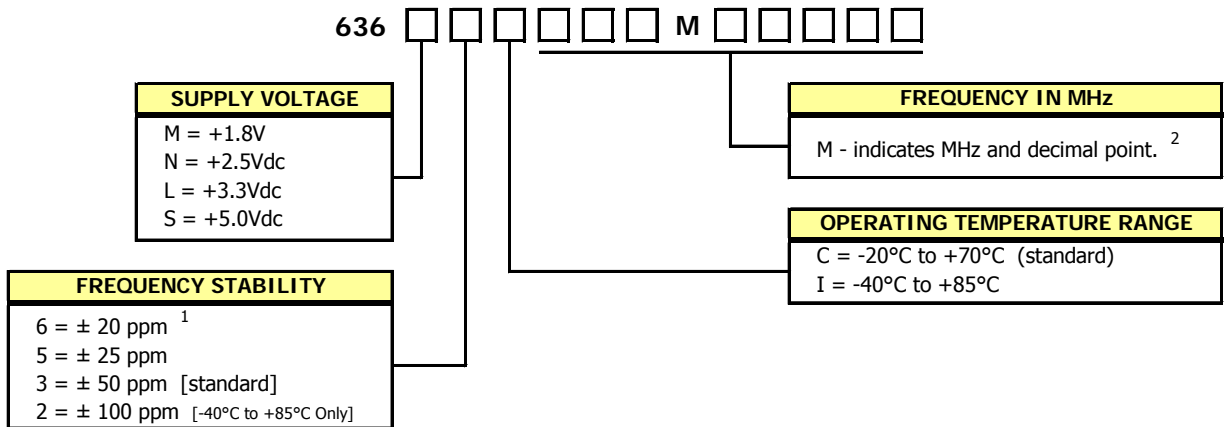 636 M
SUPPLY VOLTAGE
M = +1.8V
N = +2.5Vdc
L = +3.3Vdc
S = +5.0Vdc
FREQUENCY IN MHz
M - indicates MHz and decimal point. 2
OPERATING TEMPERATURE RANGE
C = -20°C to +70°C (standard)
I = -40°C to +85°C
FREQUENCY STABILITY
6 = ± 20 ppm 1
5 = ± 25 ppm
3 = ± 50 ppm [standard]
2 = ± 100 ppm [-40°C to +85°C Only]